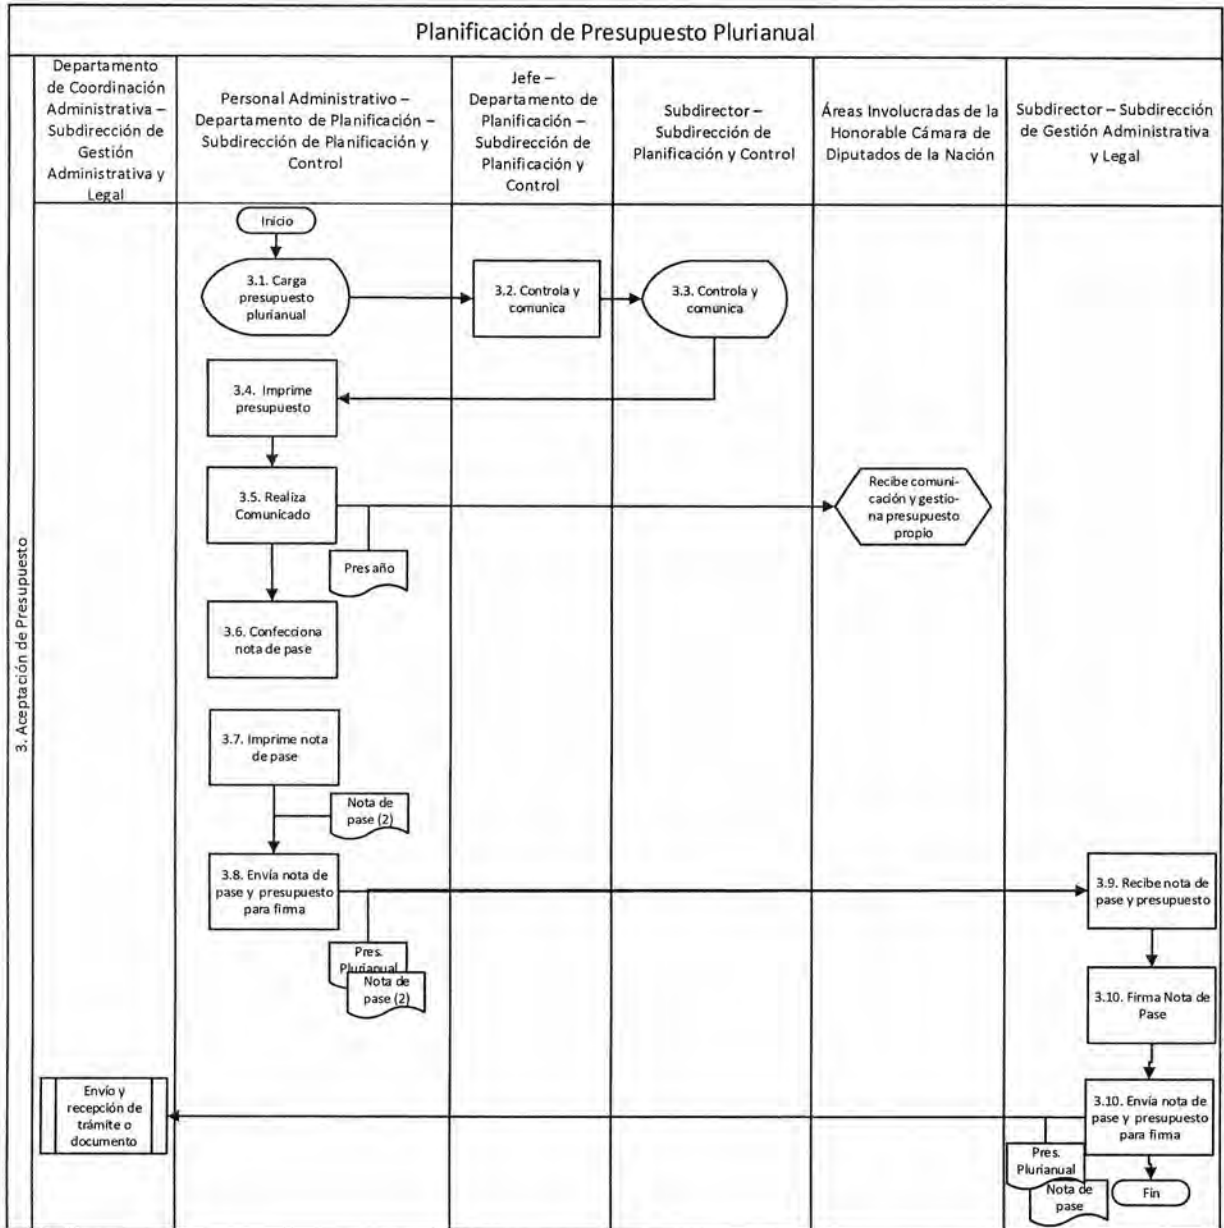 Planificación de Presupuesto Plurianual
Departamento
de Coordinación
Administrativa –
Subdirección de
Gestión
Administrativa y
Legal
Personal Administrativo –
Departamento de Planificación –
Subdirección de Planificación y
Control
Jefe –
Departamento de
Planificación –
Subdirección de
Planificación y
Control
Subdirector –
Subdirección de
Planificación y Control
Áreas Involucradas de la
Honorable Cámara de
Diputados de la Nación
Subdirector – Subdirección
de Gestión Administrativa
y Legal
3. Aceptación de Presupuesto
Inicio
3.1. Carga
presupuesto
plurianual
3.2. Controla y
comunica
3.3. Controla y
comunica
3.4. Imprime
presupuesto
3.5. Realiza
Comunicado
Recibe comuni-
cación y gestio-
na presupuesto
propio
Pres año
3.6. Confecciona
nota de pase
3.7. Imprime nota
de pase
Nota de
pase (2)
3.8. Envía nota de
pase y presupuesto
para firma
3.9. Recibe nota de
pase y presupuesto
Pres.
Plurianual
Nota de
pase (2)
3.10. Firma Nota de
Pase
Envío y
recepción de
trámite o
documento
3.10. Envía nota de
pase y presupuesto
para firma
Pres.
Plurianual
Nota de
pase
Fin